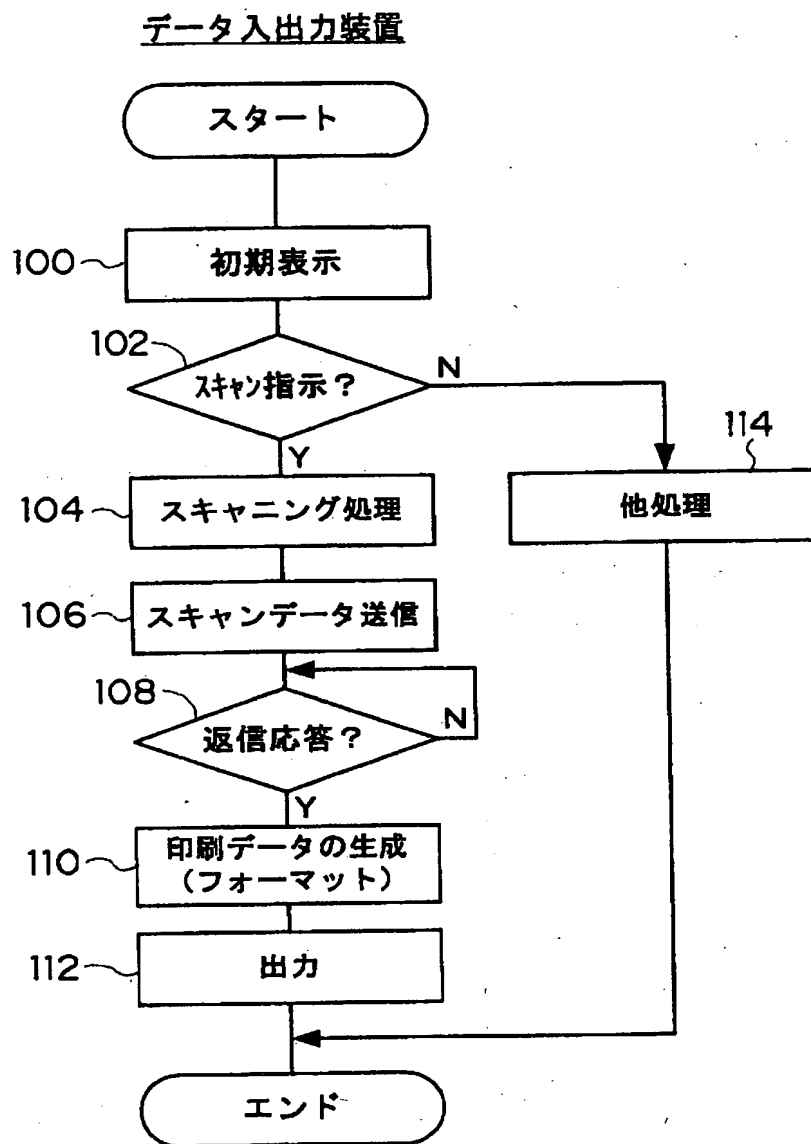 データ入出力装置
スタート
100
初期表示
102
スキャン指示？
N
Y
114
104
スキャニング処理
他処理
106
スキャンデータ送信
108
返信応答？
N
Y
110
印刷データの生成
（フォーマット）
112
出力
エンド